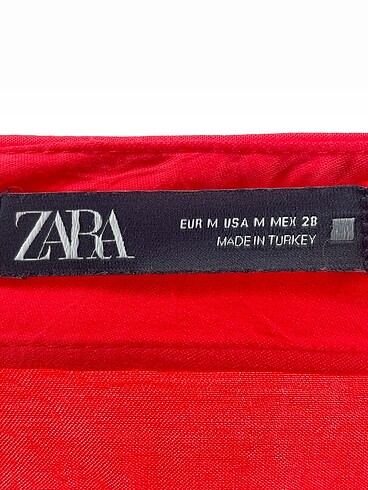 ZARA
EUR M USA M MEX 28
MADE IN TURKEY